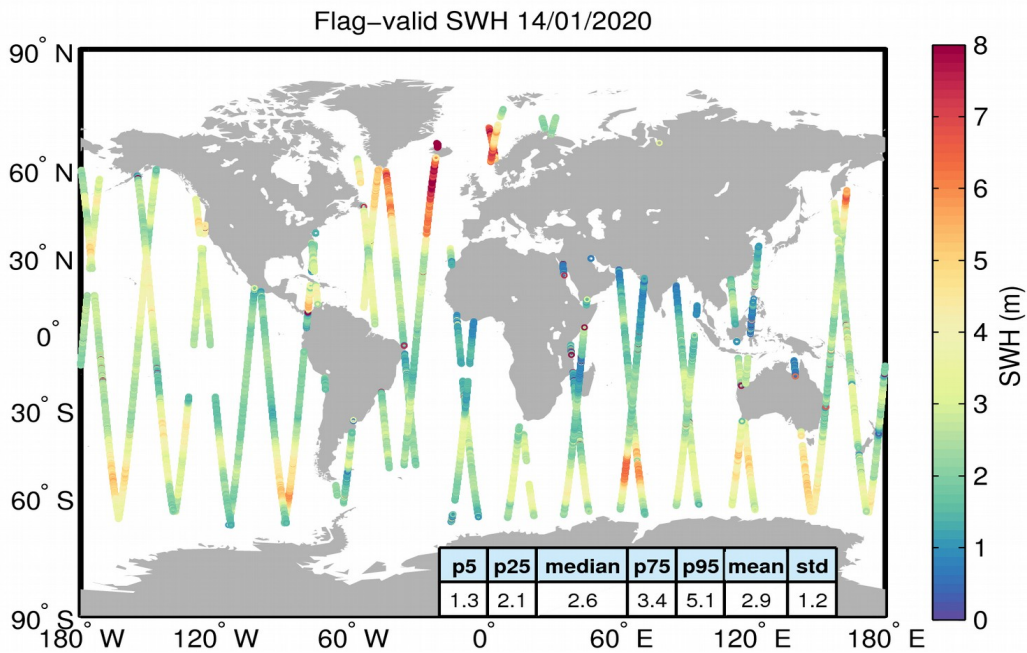 Flag−valid SWH 14/01/2020
90° N
60° N
30° N
0°
30° S
60° S
90° S
180° W
120° W
60° W
0°
60° E
120° E
180° E
p5 p25 median p75 p95 mean std
1.3 2.1 2.6 3.4 5.1 2.9 1.2
8
7
6
5
4
3
2
1
0
SWH (m)